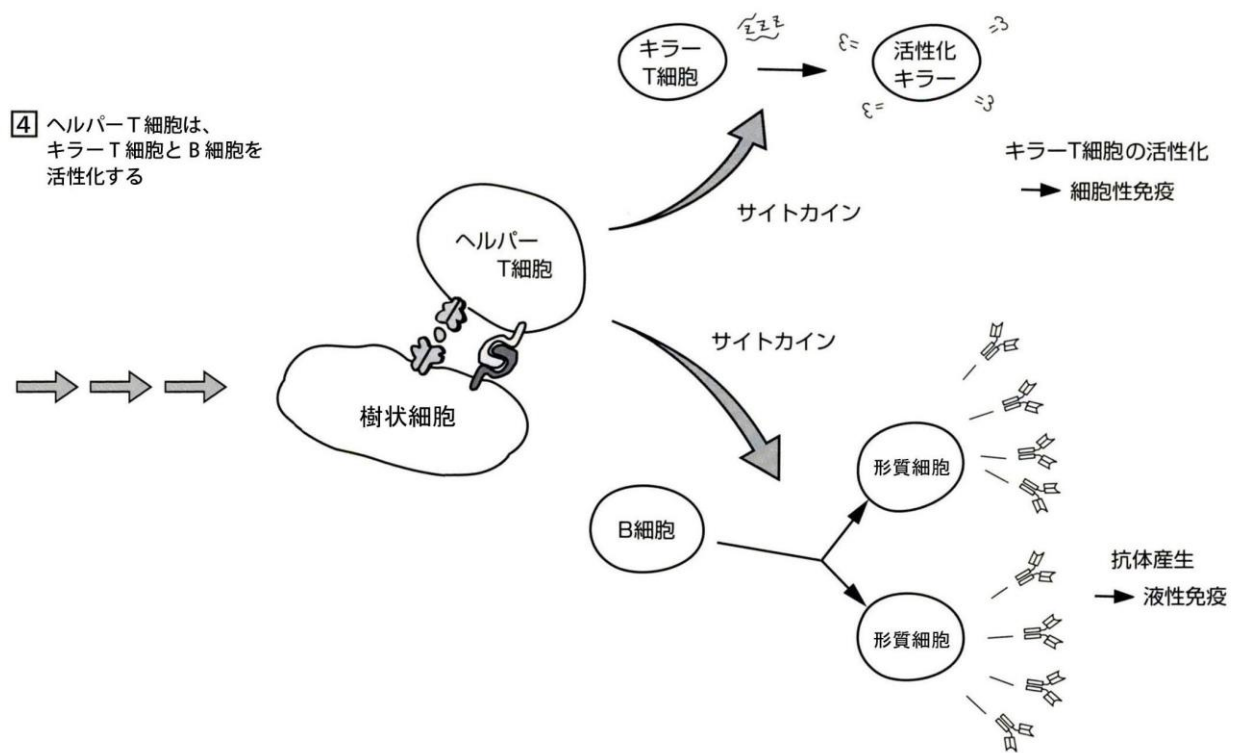 4 ヘルパーT細胞は、
キラーT細胞とB細胞を
活性化する
キラー
T細胞
zzz
活性化
キラー
キラーT細胞の活性化
→ 細胞性免疫
サイトカイン
ヘルパー
T細胞
サイトカイン
樹状細胞
形質細胞
B細胞
抗体産生
→ 液性免疫
形質細胞